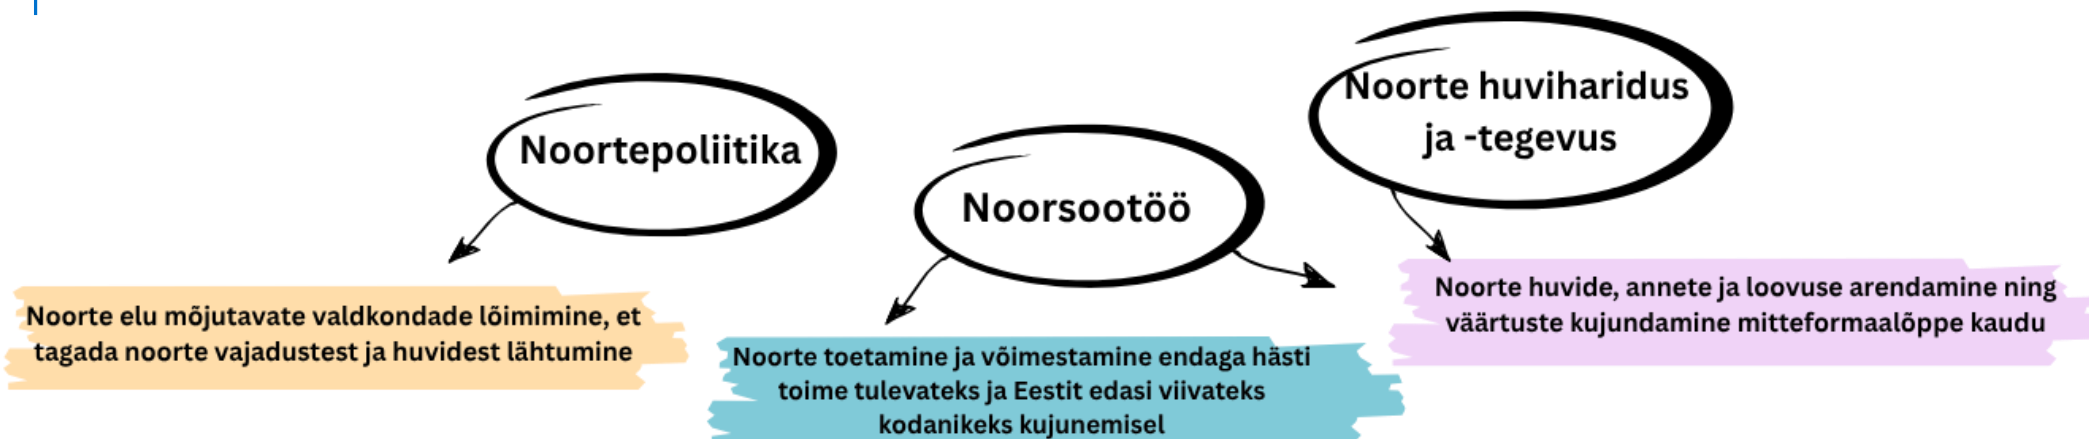 Noortepoliitika
Noorte elu mõjutavate valdkondade lõimimine, et
tagada noorte vajadustest ja huvidest lähtumine
Noorsootöö
Noorte toetamine ja võimestamine endaga hästi
toime tulevateks ja Eestit edasi viivateks
kodanikeks kujunemisel
Noorte huviharidus
ja -tegevus
Noorte huvide, annete ja loovuse arendamine ning
väärtuste kujundamine mitteformaalõppe kaudu